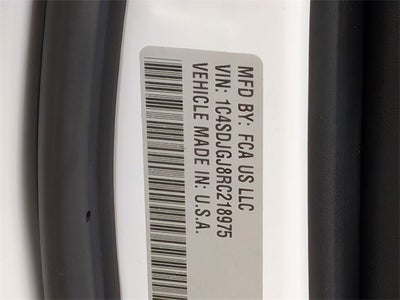 MFD BY: FCA US LLC
VIN: 1C4SDJGJ8RC218975
VEHICLE MADE IN: U.S.A.